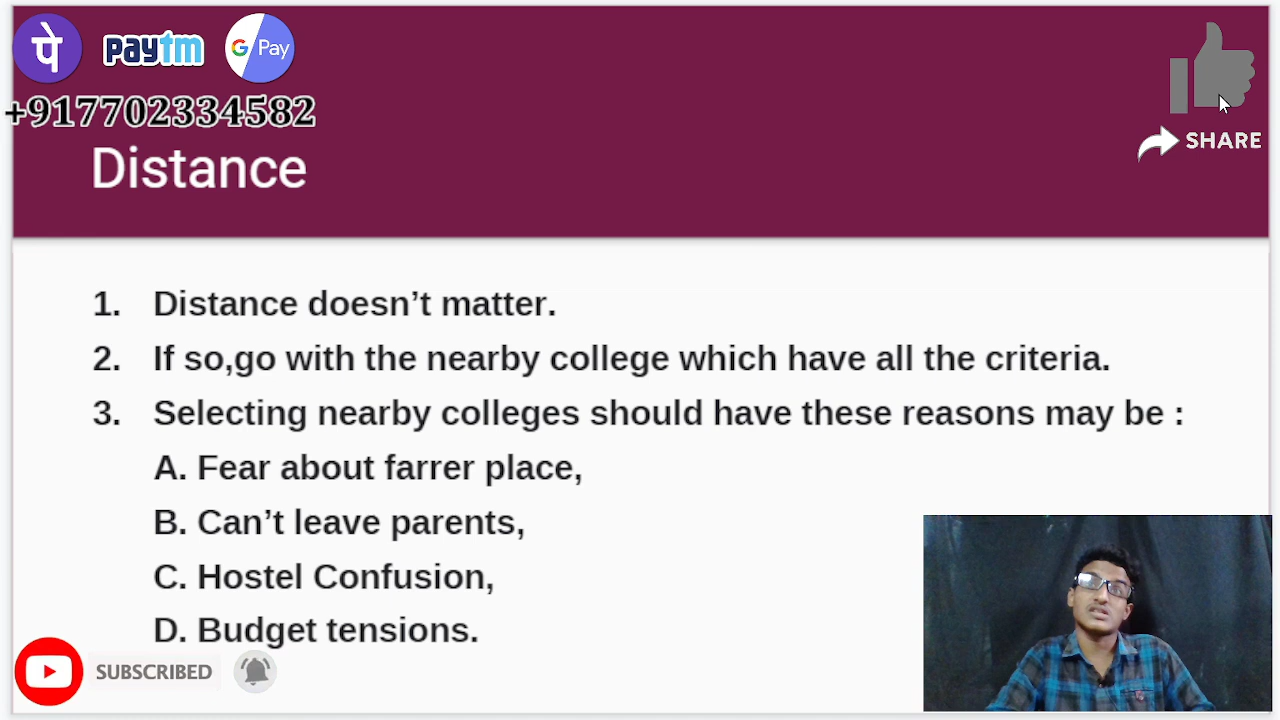 पे
paytm
G Pay
+917702334582
SHARE
Distance
1. Distance doesn’t matter.
2. If so,go with the nearby college which have all the criteria.
3. Selecting nearby colleges should have these reasons may be :
A. Fear about farrer place,
B. Can’t leave parents,
C. Hostel Confusion,
D. Budget tensions.
SUBSCRIBED